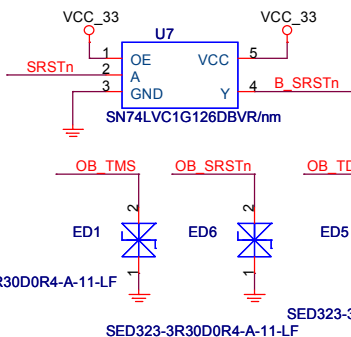 VCC_33 VCC_33
U7
1 OE VCC 5
SRSTn 2 A
3 GND Y 4 B_SRSTn
SN74LVC1G126DBVR/nm
OB_TMS OB_SRSTn OB_TD
2 2
ED1 ED6 ED5
1 1
R30D0R4-A-11-LF
SED323-3
SED323-3R30D0R4-A-11-LF